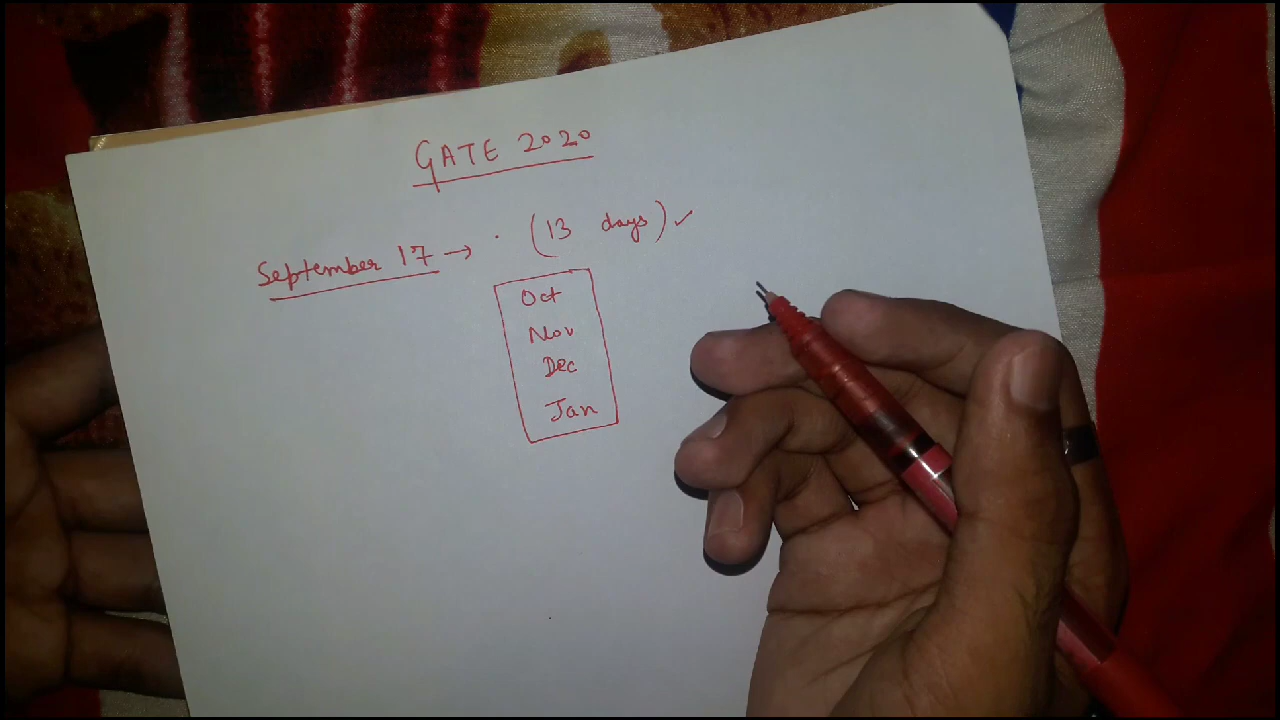 GATE 2020
September 17 → . (13 days) ✓
Oct
Nov
Dec
Jan